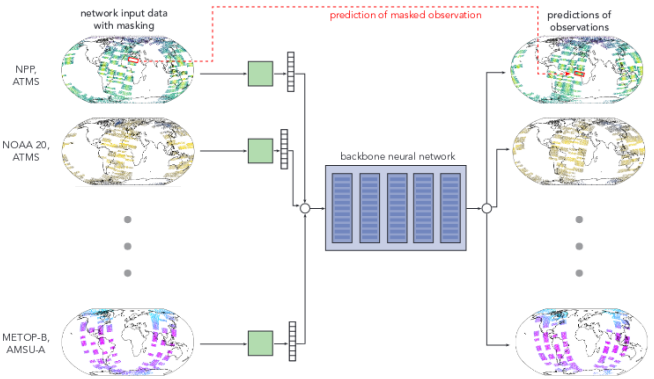 network input data
with masking
prediction of masked observation
predictions of
observations
NPP,
ATMS
NOAA 20,
ATMS
backbone neural network
METOP-B,
AMSU-A